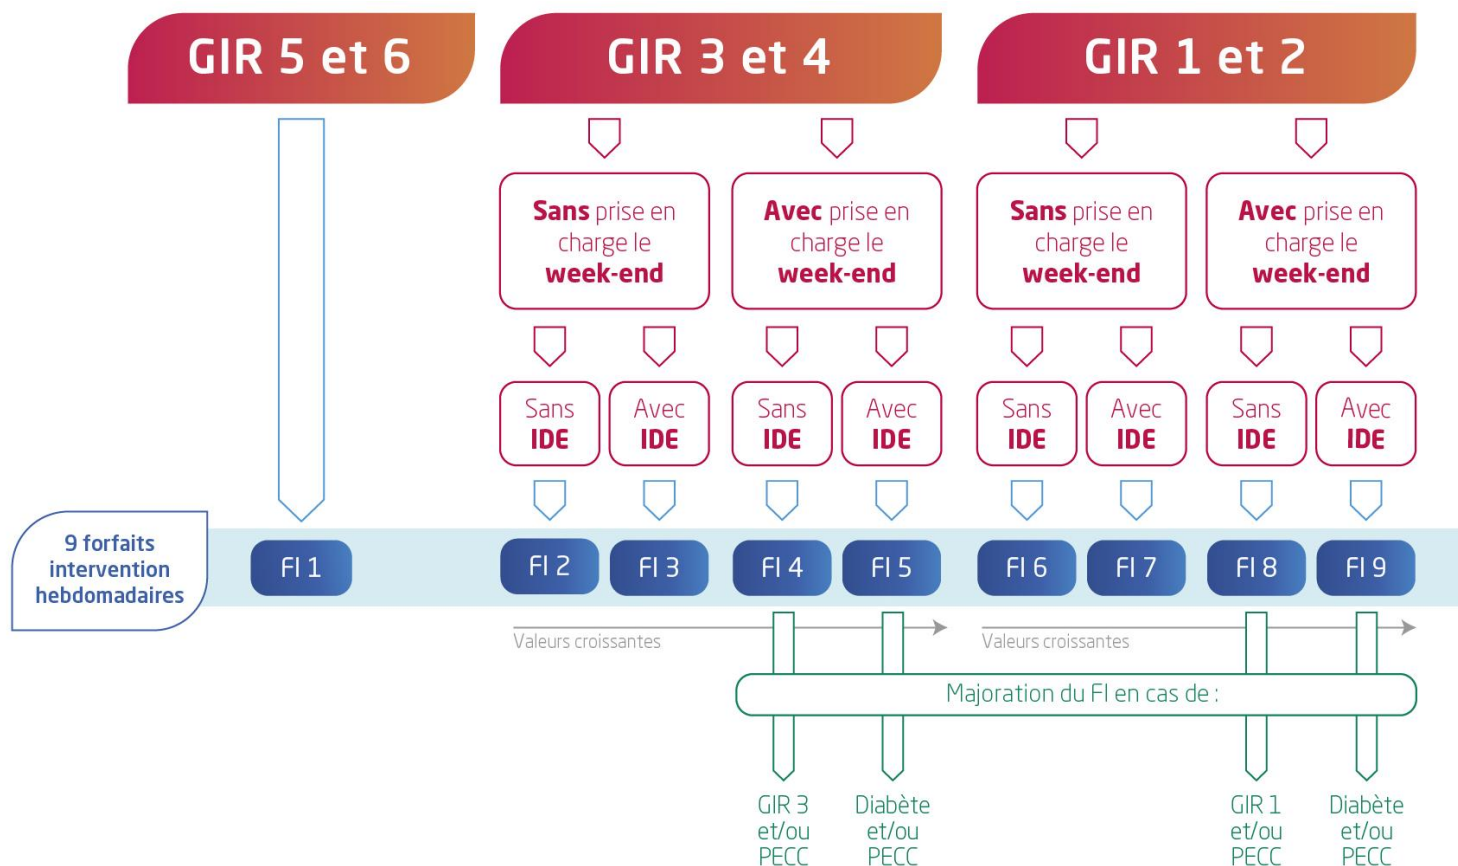 GIR 5 et 6
GIR 3 et 4
GIR 1 et 2
Sans prise en
charge le
week-end
Avec prise en
charge le
week-end
Sans prise en
charge le
week-end
Avec prise en
charge le
week-end
Sans
IDE
Avec
IDE
Sans
IDE
Avec
IDE
Sans
IDE
Avec
IDE
Sans
IDE
Avec
IDE
9 forfaits
intervention
hebdomadaires
FI 1
FI 2
FI 3
FI 4
FI 5
FI 6
FI 7
FI 8
FI 9
Valeurs croissantes
Valeurs croissantes
Majoration du FI en cas de :
GIR 3
et/ou
PECC
Diabète
et/ou
PECC
GIR 1
et/ou
PECC
Diabète
et/ou
PECC